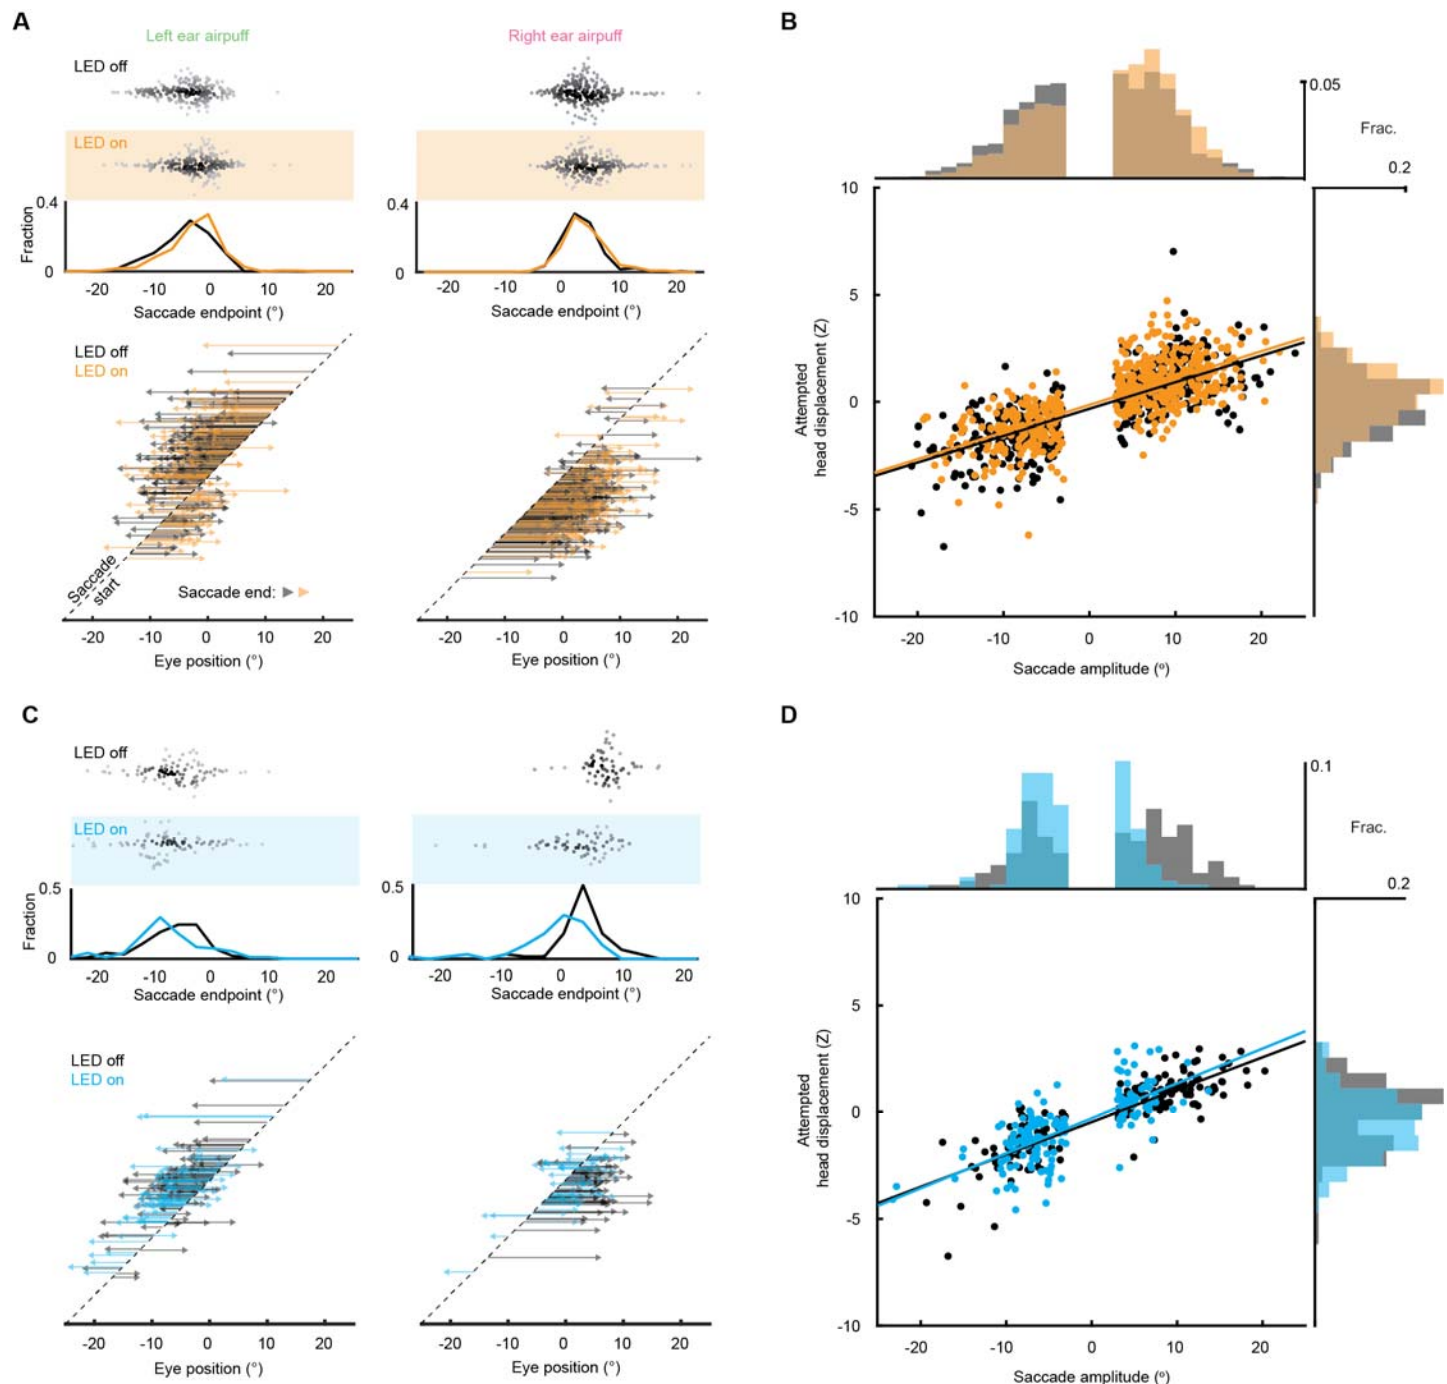 A
Left ear airpuff
Right ear airpuff
LED off
LED on
0.4
Fraction
0
-20 -10 0 10 20
Saccade endpoint (°)
0.4
0
-20 -10 0 10 20
Saccade endpoint (°)
LED off
LED on
Saccade
start
Saccade end:
-20 -10 0 10 20
Eye position (°)
-20 -10 0 10 20
Eye position (°)
B
0.05
Frac.
0.2
10
5
0
-5
-10
Attempted
head displacement (Z)
-20 -10 0 10 20
Saccade amplitude (º)
C
LED off
LED on
0.5
Fraction
0
-20 -10 0 10 20
Saccade endpoint (°)
0.5
0
-20 -10 0 10 20
Saccade endpoint (°)
LED off
LED on
-20 -10 0 10 20
Eye position (°)
-20 -10 0 10 20
Eye position (°)
D
0.1
Frac.
0.2
10
5
0
-5
-10
Attempted
head displacement (Z)
-20 -10 0 10 20
Saccade amplitude (º)